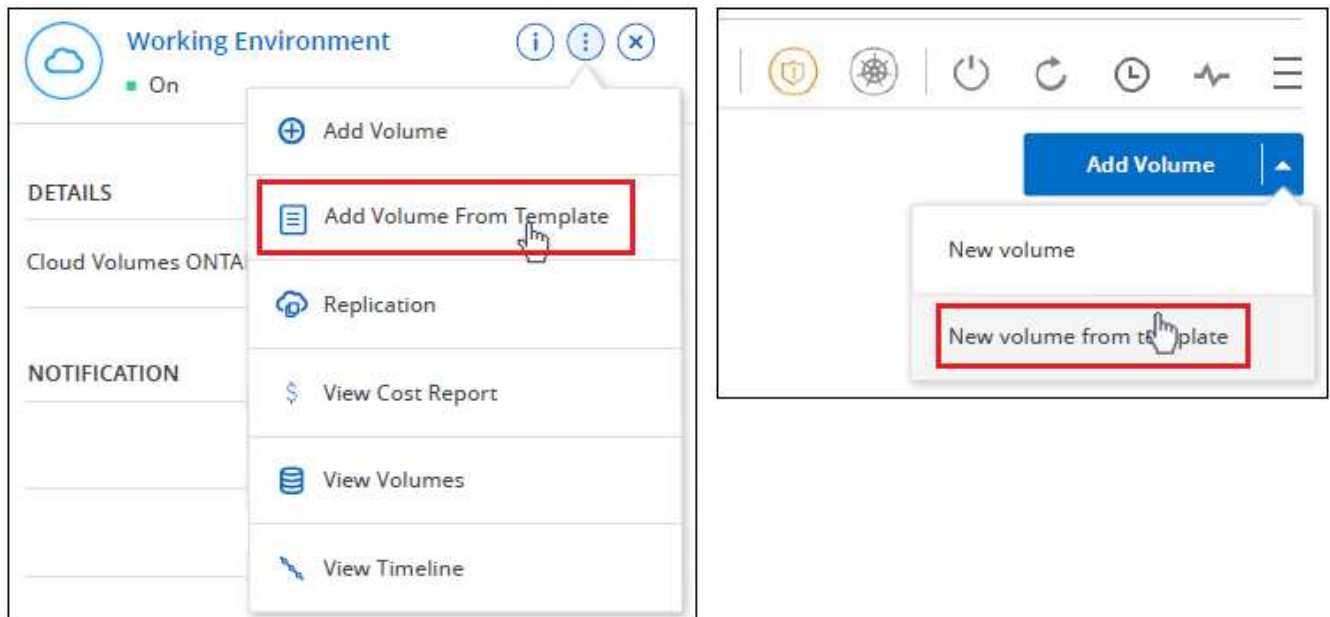 Working Environment
On
Add Volume
DETAILS
Add Volume From Template
Cloud Volumes ONTA
Replication
NOTIFICATION
View Cost Report
View Volumes
View Timeline
Add Volume
New volume
New volume from template